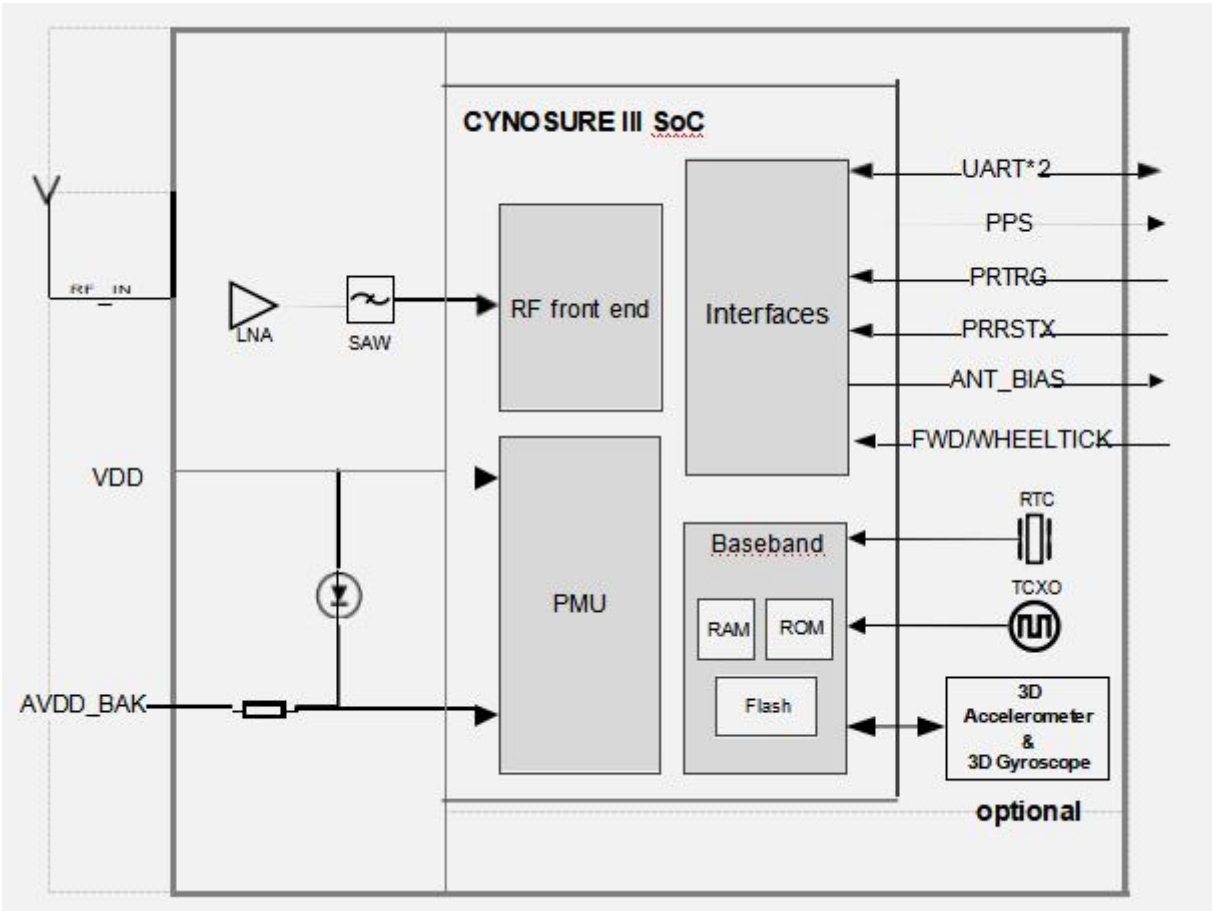 CYNOSURE III SoC
UART*2
PPS
PRTRG
PRRSTX
ANT_BIAS
FWD/WHEELTICK
RF_IN
LNA
SAW
RF front end
Interfaces
VDD
PMU
AVDD_BAK
Baseband
RAM
ROM
Flash
RTC
TCXO
3D
Accelerometer
&
3D Gyroscope
optional